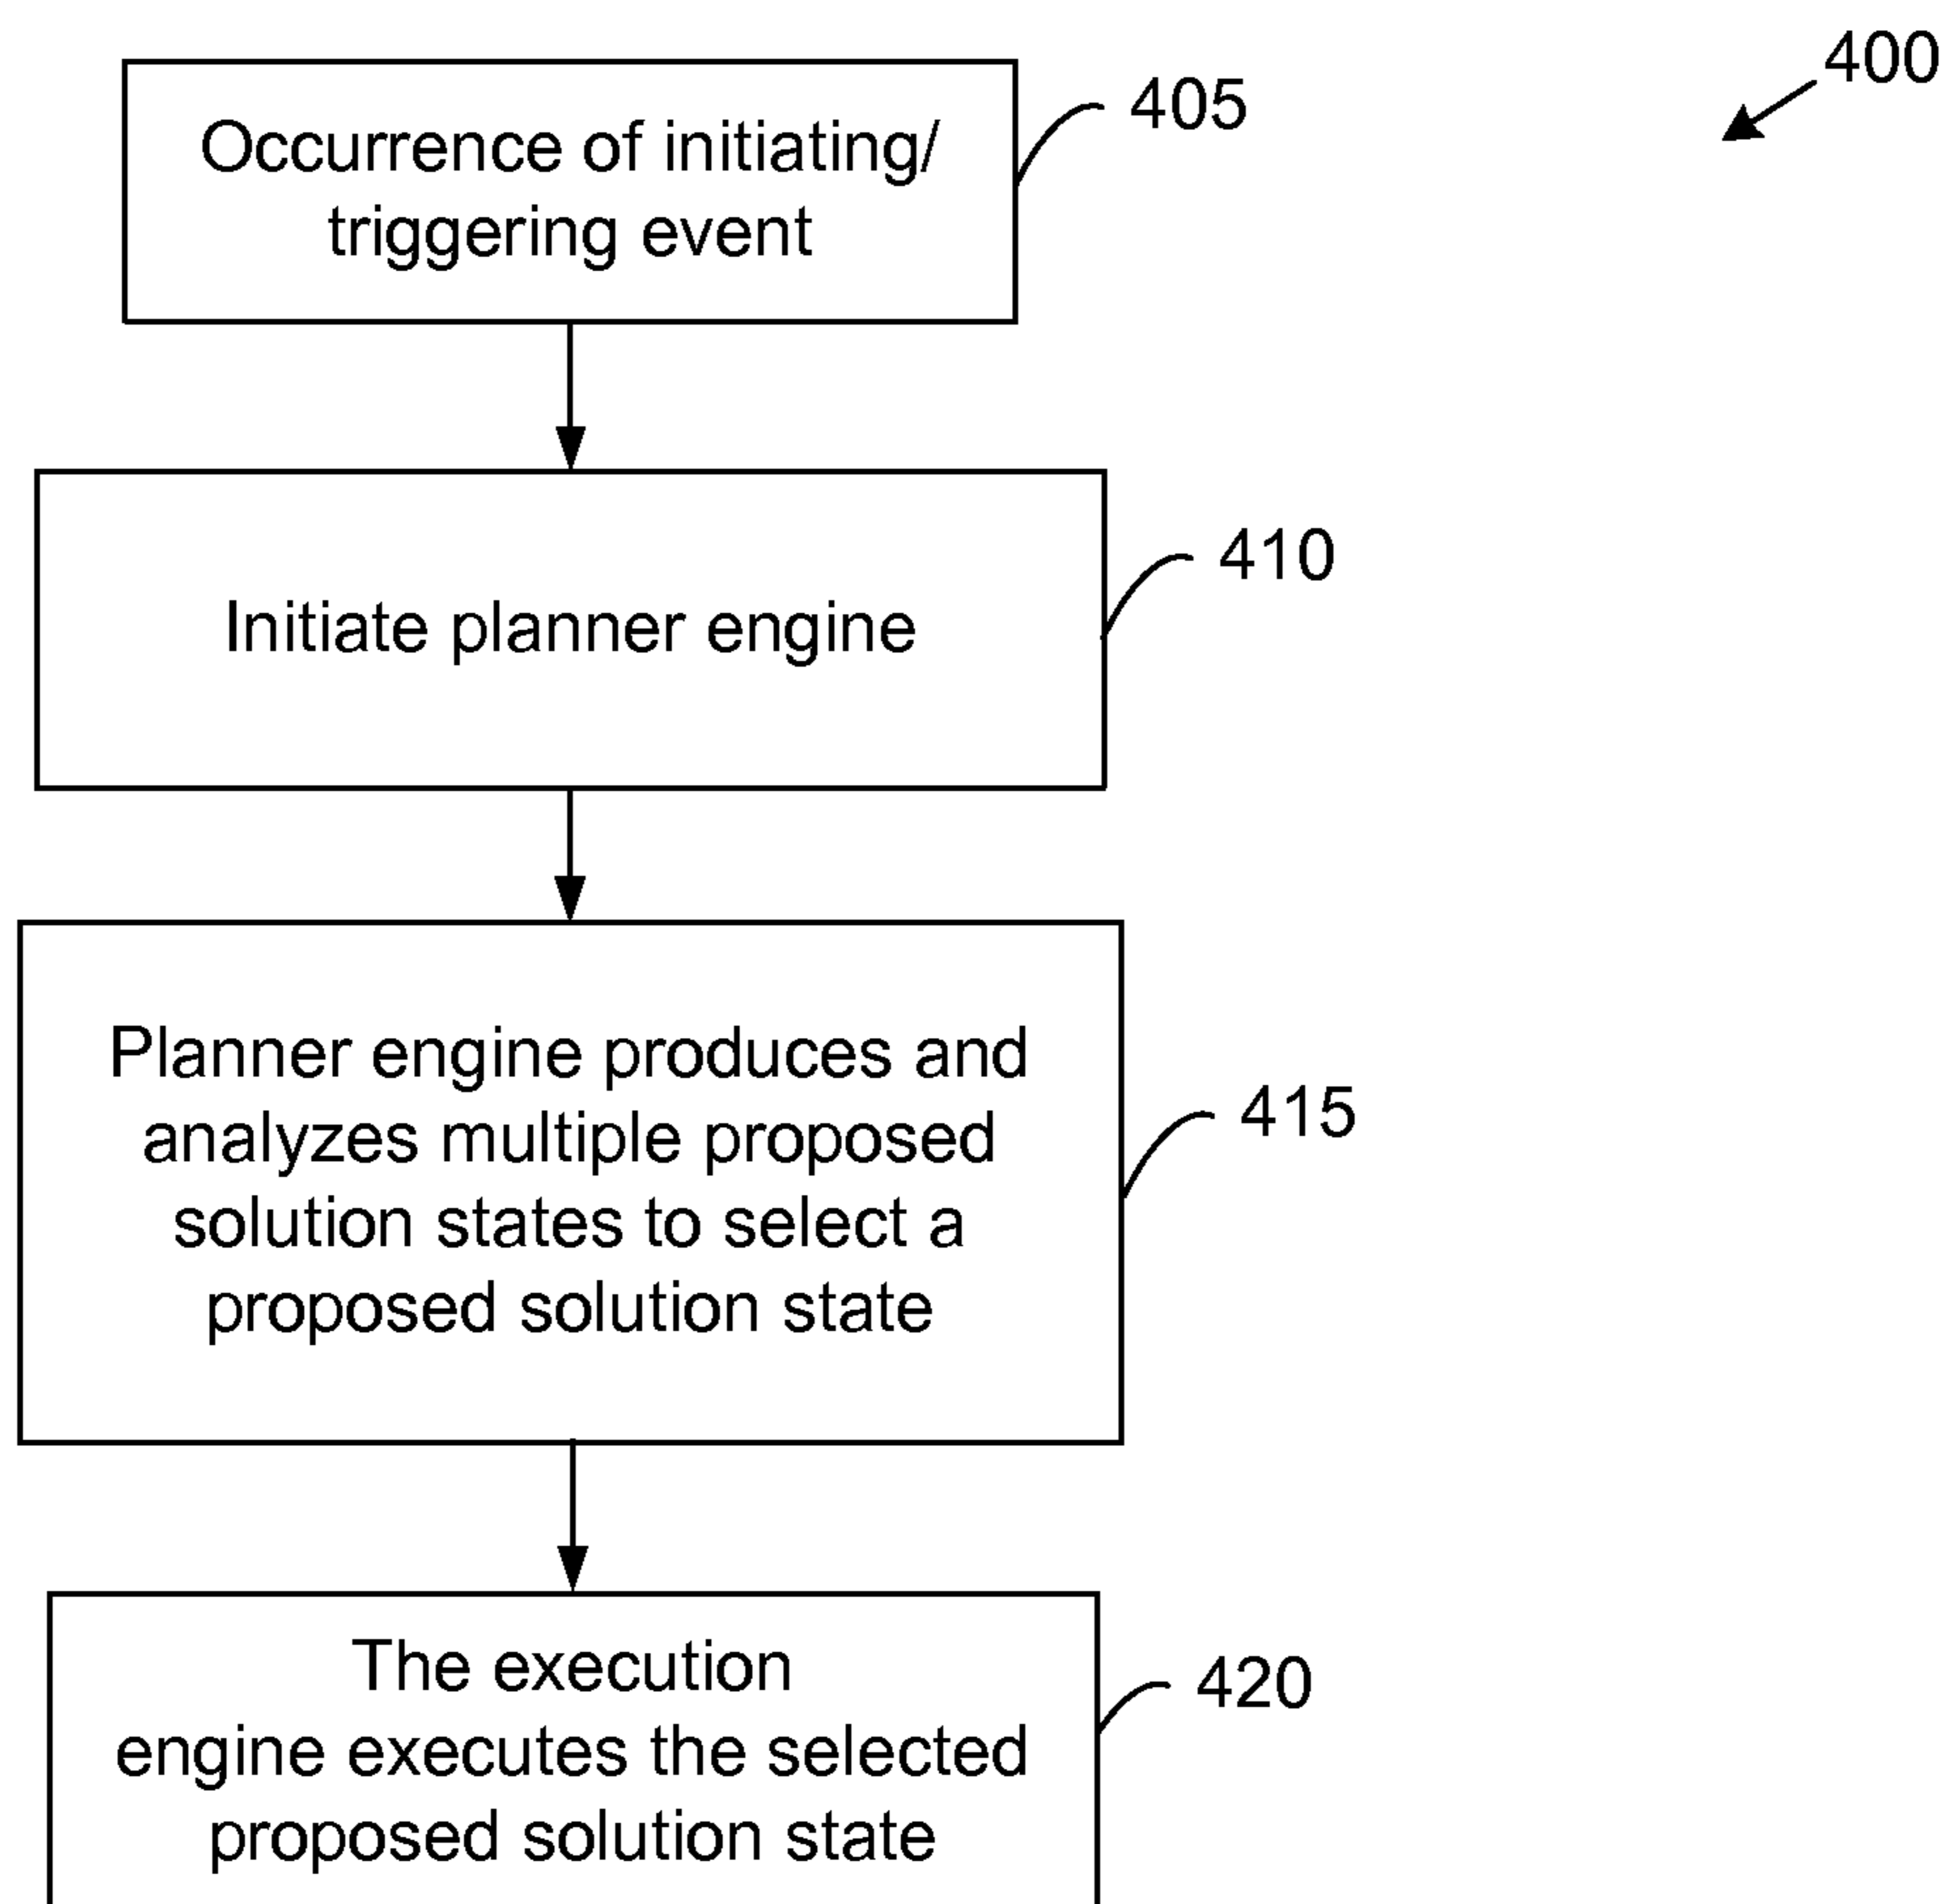 400
Occurrence of initiating/
triggering event
405
Initiate planner engine
410
Planner engine produces and
analyzes multiple proposed
solution states to select a
proposed solution state
415
The execution
engine executes the selected
proposed solution state
420